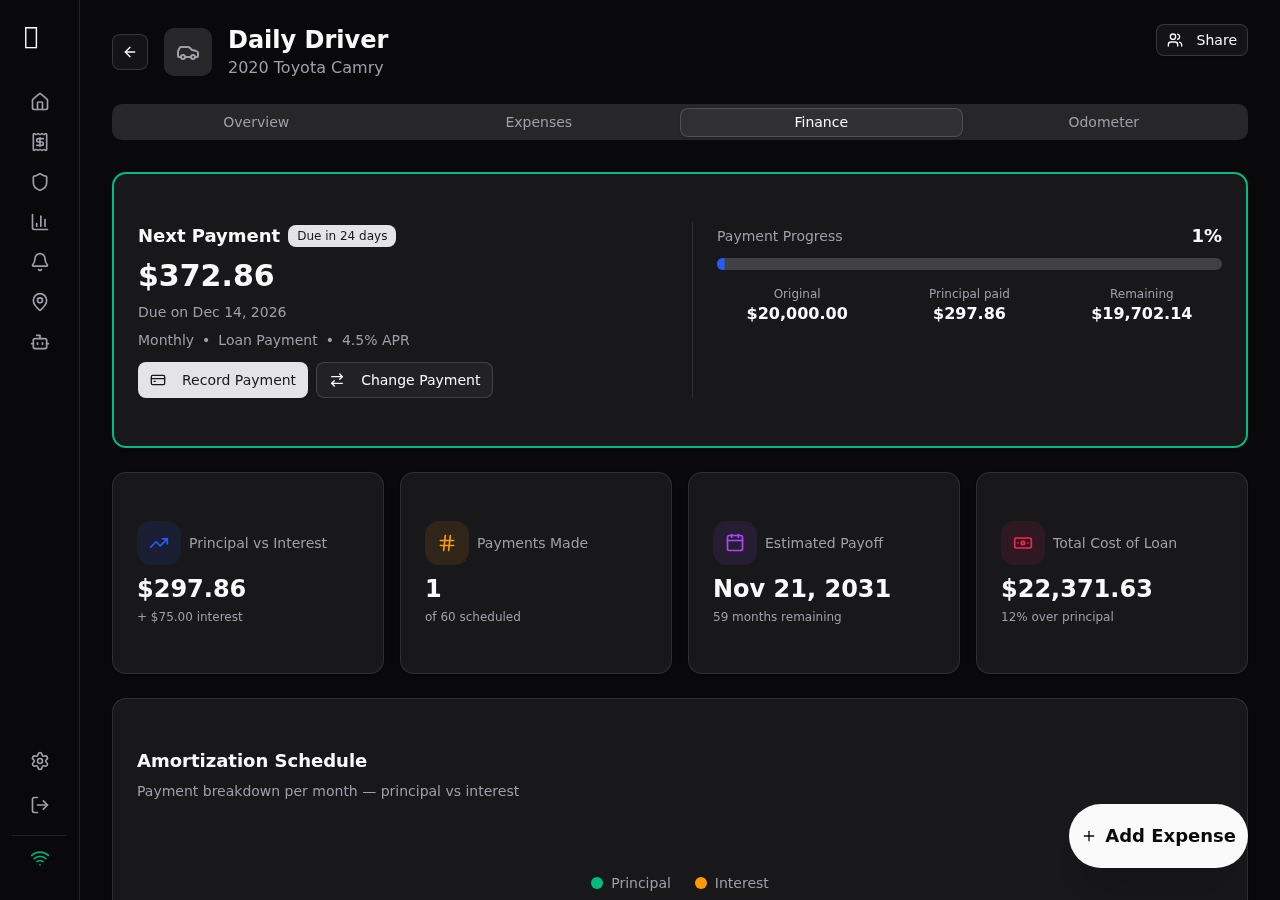 Daily Driver
2020 Toyota Camry
Share
Overview
Expenses
Finance
Odometer
Next Payment
Due in 24 days
$372.86
Due on Dec 14, 2026
Monthly • Loan Payment • 4.5% APR
Record Payment
Change Payment
Payment Progress
1%
Original
$20,000.00
Principal paid
$297.86
Remaining
$19,702.14
Principal vs Interest
$297.86
+ $75.00 interest
Payments Made
1
of 60 scheduled
Estimated Payoff
Nov 21, 2031
59 months remaining
Total Cost of Loan
$22,371.63
12% over principal
Amortization Schedule
Payment breakdown per month — principal vs interest
Add Expense
Principal
Interest